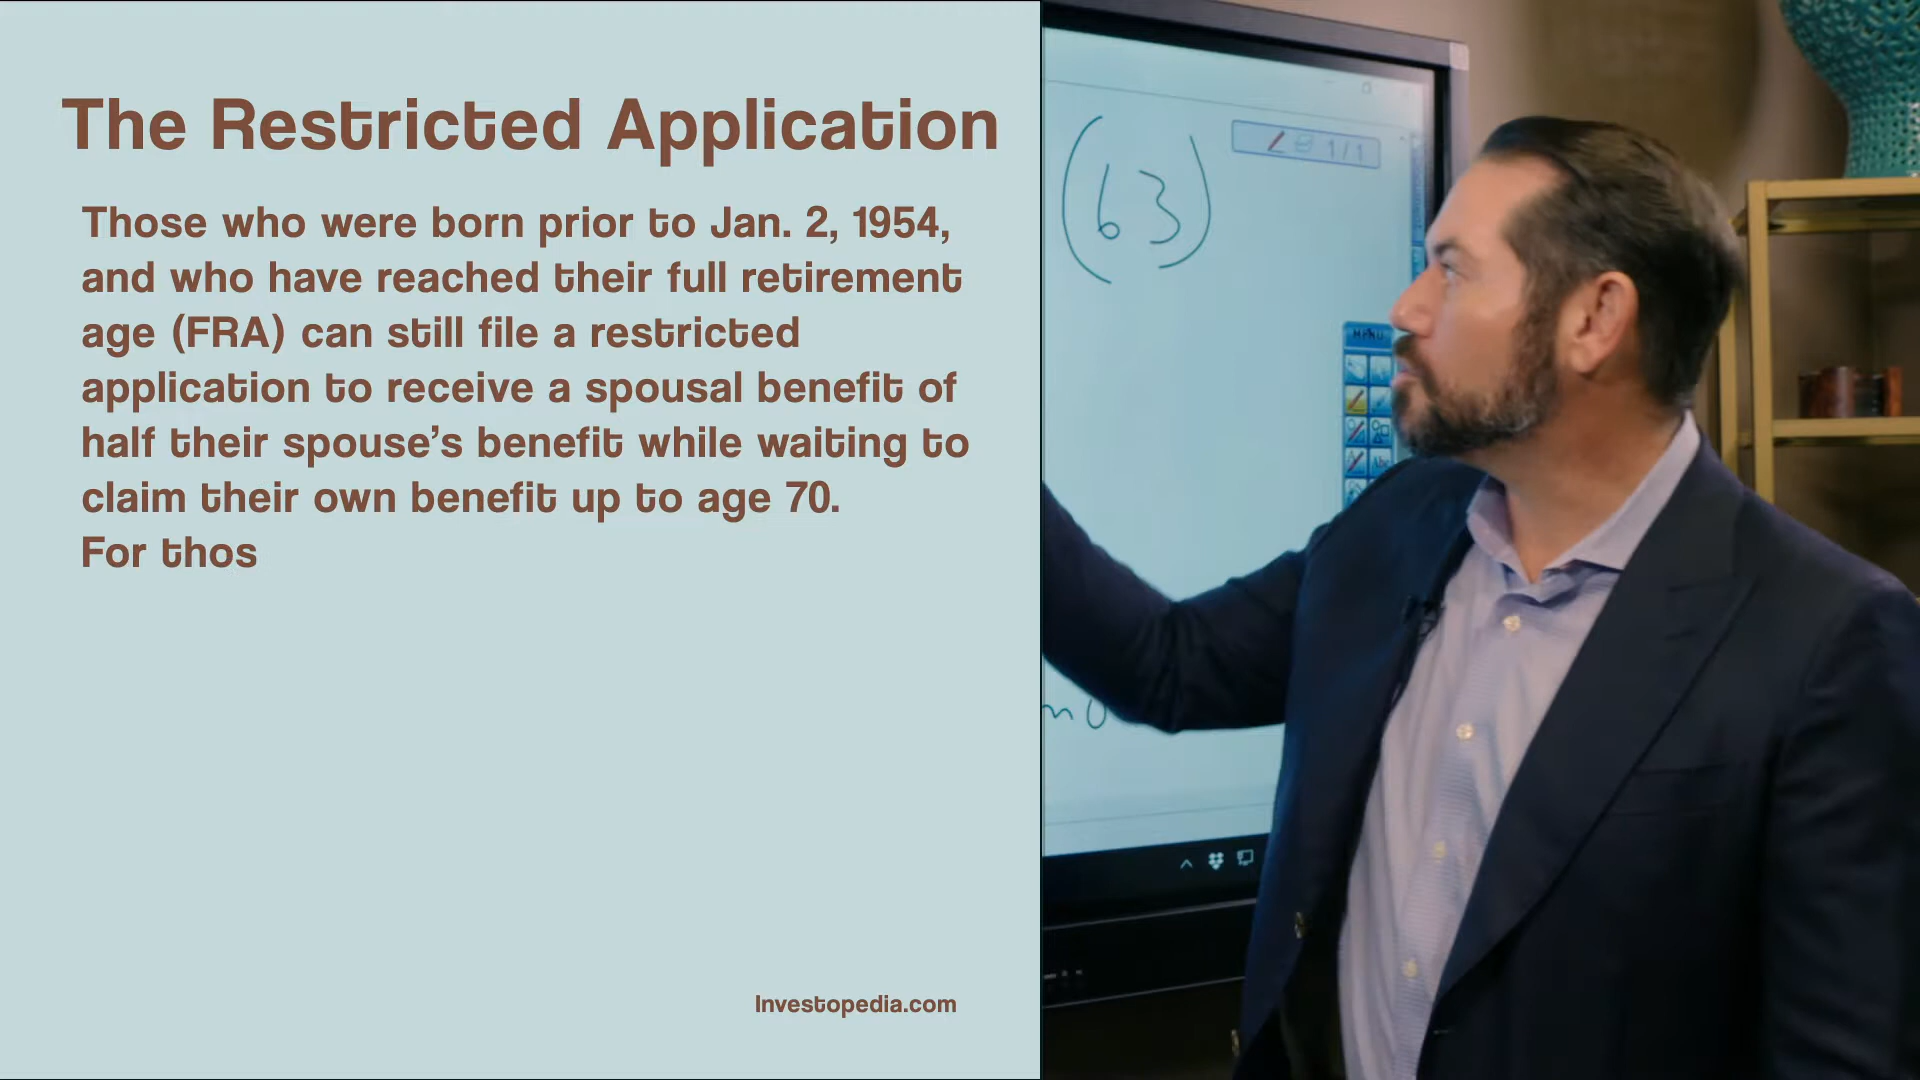 The Restricted Application
Those who were born prior to Jan. 2, 1954,
and who have reached their full retirement
age (FRA) can still file a restricted
application to receive a spousal benefit of
half their spouse’s benefit while waiting to
claim their own benefit up to age 70.
For thos
Investopedia.com
(63)
1/1
MENU
Abc